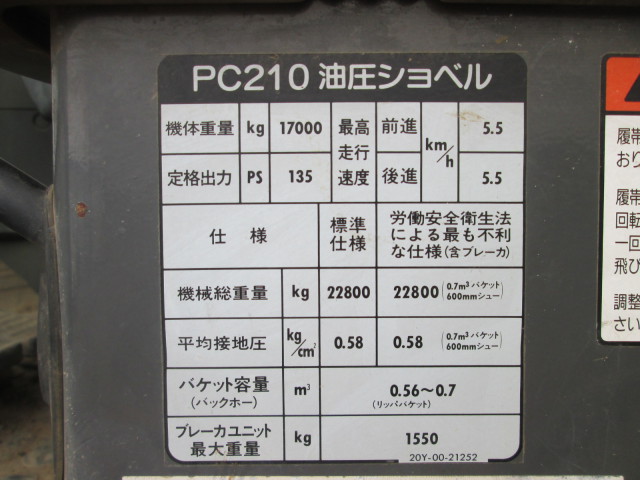 PC210 油圧ショベル
機体重量 kg 17000 最高走行速度 前進 km/h 5.5
定格出力 PS 135 後進 5.5
仕様 標準仕様 労働安全衛生法による最も不利な仕様(含ブレーカ)
機械総重量 kg 22800 22800 (0.7m³バケット 600mmシュー)
平均接地圧 kg/cm² 0.58 0.58 (0.7m³バケット 600mmシュー)
バケット容量 (バックホー) m³ 0.56〜0.7 (リッパバケット)
ブレーカユニット最大重量 kg 1550
20Y-00-21252
履帯
おり
履帯
回転
一回
飛び
調整
さい